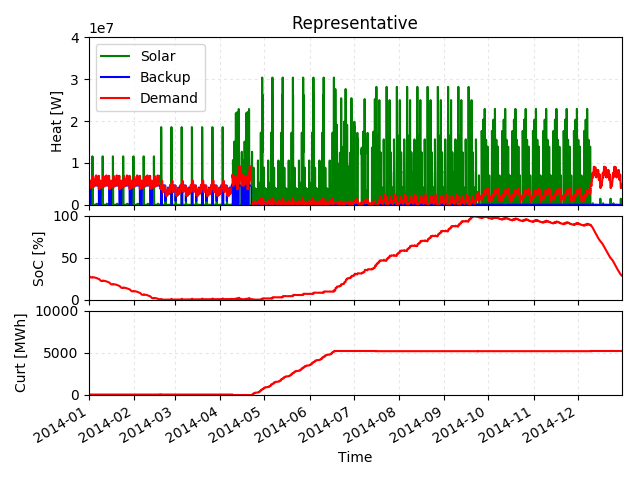 Representative
1e7
4
3
2
1
0
Heat [W]
Solar
Backup
Demand
100
50
0
SoC [%]
10000
5000
0
Curt [MWh]
2014-01
2014-02
2014-03
2014-04
2014-05
2014-06
2014-07
2014-08
2014-09
2014-10
2014-11
2014-12
Time